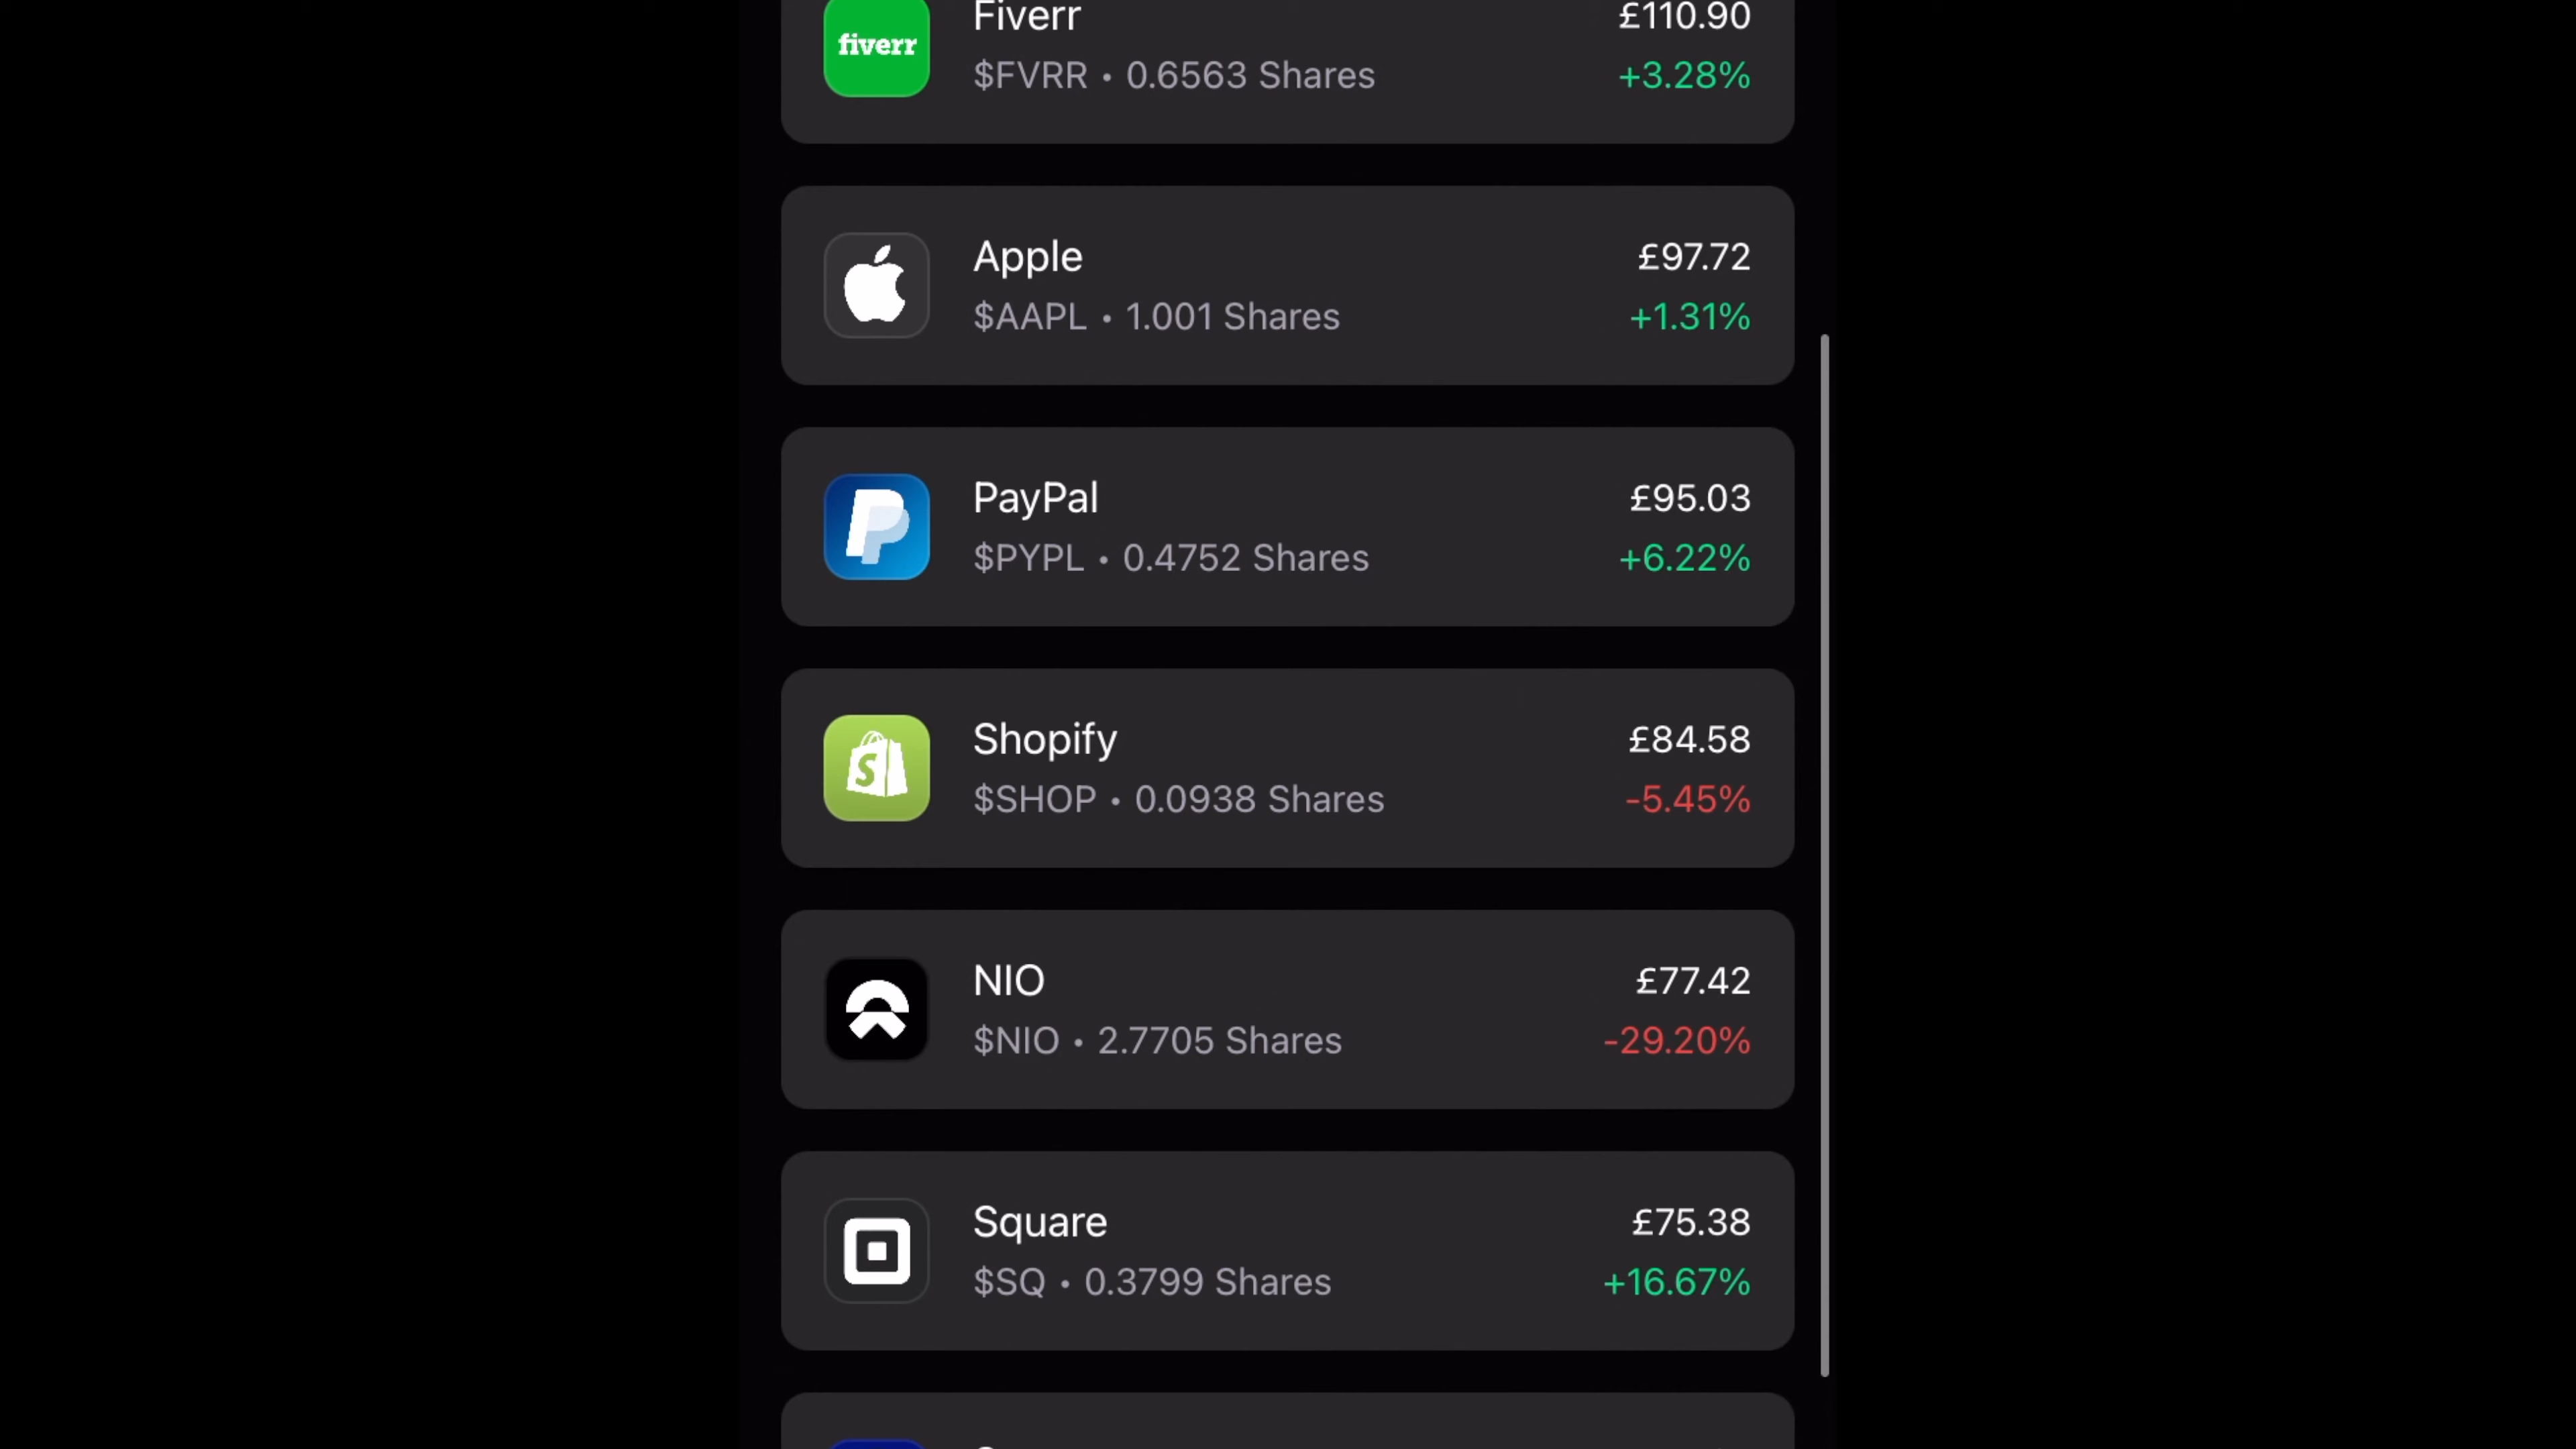 Fiverr
£110.90
fiverr
$FVRR • 0.6563 Shares
+3.28%
Apple
£97.72
$AAPL • 1.001 Shares
+1.31%
PayPal
£95.03
$PYPL • 0.4752 Shares
+6.22%
Shopify
£84.58
$SHOP • 0.0938 Shares
-5.45%
NIO
£77.42
$NIO • 2.7705 Shares
-29.20%
Square
£75.38
$SQ • 0.3799 Shares
+16.67%